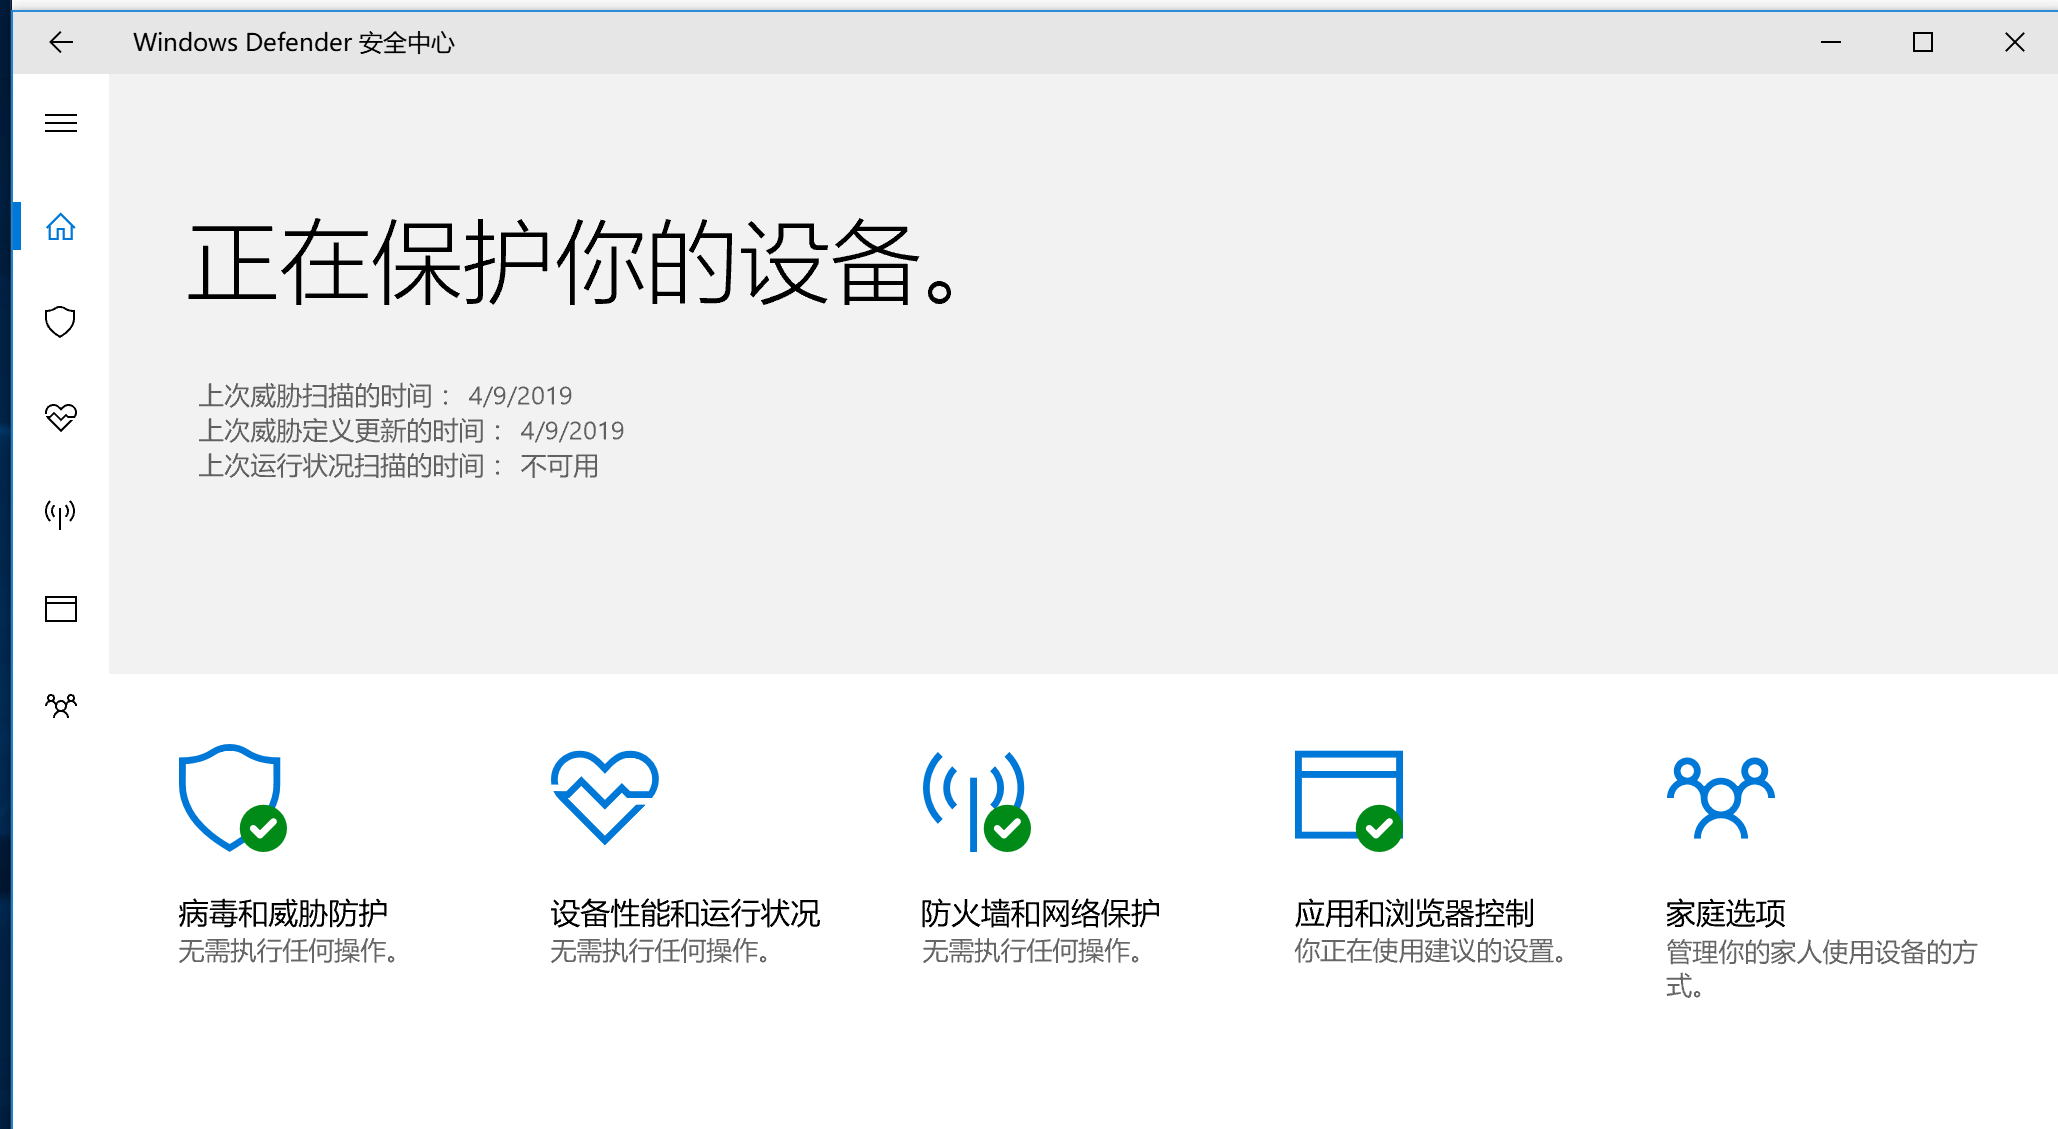 Windows Defender 安全中心
正在保护你的设备。
上次威胁扫描的时间： 4/9/2019
上次威胁定义更新的时间： 4/9/2019
上次运行状况扫描的时间： 不可用
病毒和威胁防护
无需执行任何操作。
设备性能和运行状况
无需执行任何操作。
防火墙和网络保护
无需执行任何操作。
应用和浏览器控制
你正在使用建议的设置。
家庭选项
管理你的家人使用设备的方
式。